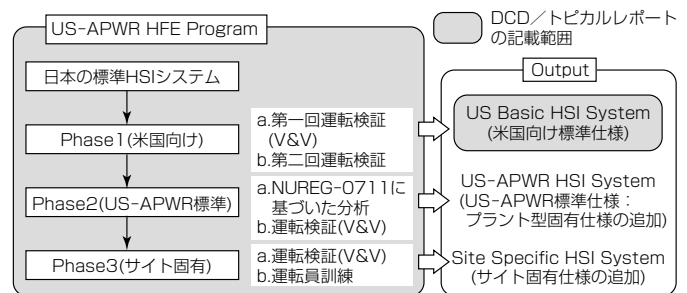 US-APWR HFE Program
DCD／トピカルレポート
の記載範囲
日本の標準HSIシステム
Phase1(米国向け)
Phase2(US-APWR標準)
Phase3(サイト固有)
a.第一回運転検証
(V&V)
b.第二回運転検証
a.NUREG-0711に
基づいた分析
b.運転検証(V&V)
a.運転検証(V&V)
b.運転員訓練
Output
US Basic HSI System
(米国向け標準仕様)
US-APWR HSI System
(US-APWR標準仕様：
プラント型固有仕様の追加)
Site Specific HSI System
(サイト固有仕様の追加)